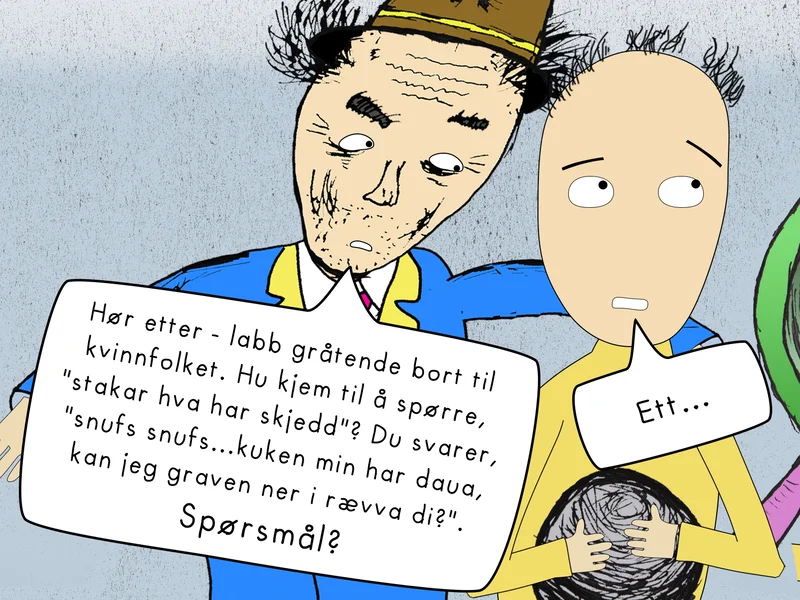 Hør etter - labb gråtende bort til
kvinnfolket. Hu kjem til å spørre,
"stakar hva har skjedd"? Du svarer,
"snufs snufs...kuken min har daua,
kan jeg graven ner i rævva di?".
Spørsmål?
Ett...